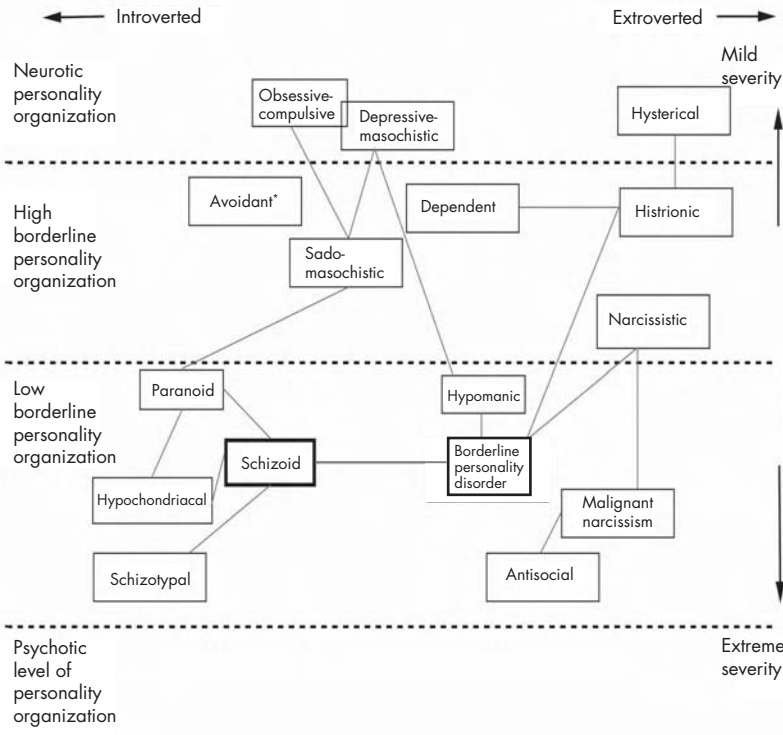 Introverted
Extroverted
Neurotic
personality
organization
Mild
severity
Obsessive-
compulsive
Depressive-
masochistic
Hysterical
High
borderline
personality
organization
Avoidant*
Dependent
Histrionic
Sado-
masochistic
Narcissistic
Low
borderline
personality
organization
Paranoid
Hypomanic
Schizoid
Borderline
personality
disorder
Hypochondriacal
Malignant
narcissism
Schizotypal
Antisocial
Psychotic
level of
personality
organization
Extreme
severity